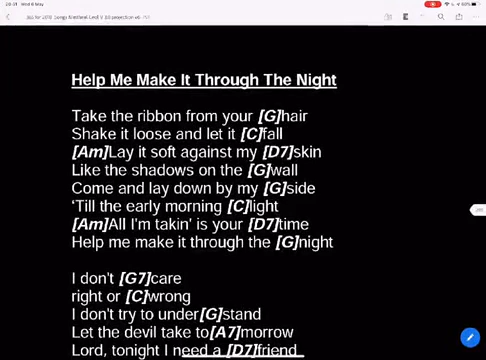 Help Me Make It Through The Night
Take the ribbon from your [G]hair
Shake it loose and let it [C]fall
[Am]Lay it soft against my [D7]skin
Like the shadows on the [G]wall
Come and lay down by my [G]side
‘Till the early morning [C]light
[Am]All I'm takin’ is your [D7]time
Help me make it through the [G]night
I don't [G7]care
right or [C]wrong
I don't try to under[G]stand
Let the devil take to[A7]morrow
Lord, tonight I need a [D7]friend